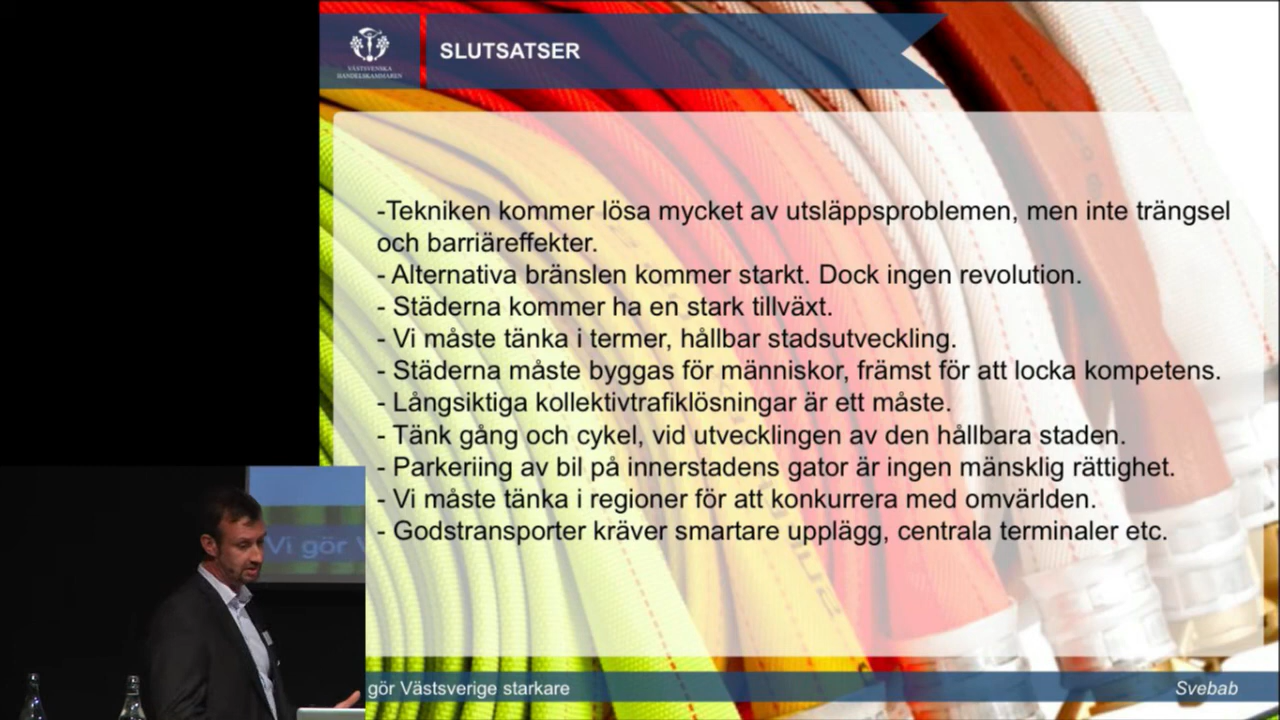 VÄSTSVENSKA
HANDELSKAMMAREN
SLUTSATSER
-Tekniken kommer lösa mycket av utsläppsproblemen, men inte trängsel
och barriäreffekter.
- Alternativa bränslen kommer starkt. Dock ingen revolution.
- Städerna kommer ha en stark tillväxt.
- Vi måste tänka i termer, hållbar stadsutveckling.
- Städerna måste byggas för människor, främst för att locka kompetens.
- Långsiktiga kollektivtrafiklösningar är ett måste.
- Tänk gång och cykel, vid utvecklingen av den hållbara staden.
- Parkeriing av bil på innerstadens gator är ingen mänsklig rättighet.
- Vi måste tänka i regioner för att konkurrera med omvärlden.
- Godstransporter kräver smartare upplägg, centrala terminaler etc.
Vi gör
gör Västsverige starkare
Svebab